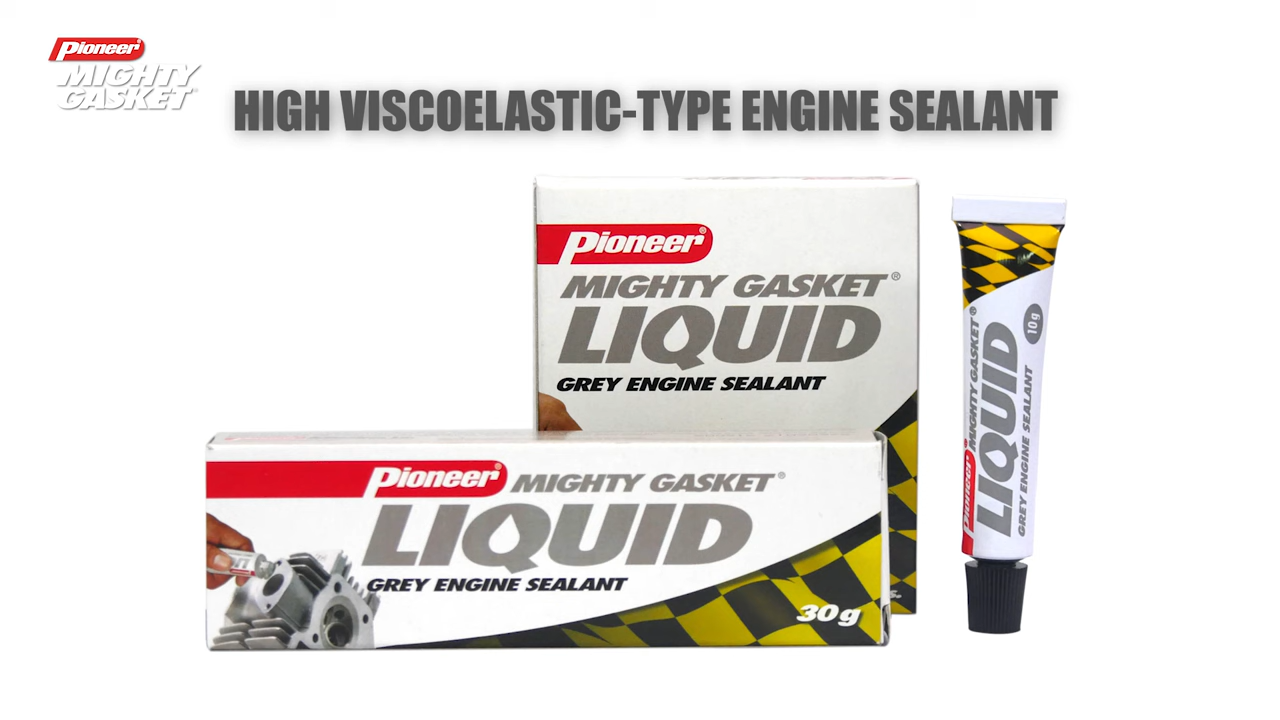 Pioneer®
MIGHTY
GASKET®
HIGH VISCOELASTIC-TYPE ENGINE SEALANT
Pioneer®
MIGHTY GASKET®
LIQUID
GREY ENGINE SEALANT
Pioneer® MIGHTY GASKET®
LIQUID
GREY ENGINE SEALANT
30g
Pioneer® MIGHTY GASKET®
LIQUID
10g
GREY ENGINE SEALANT